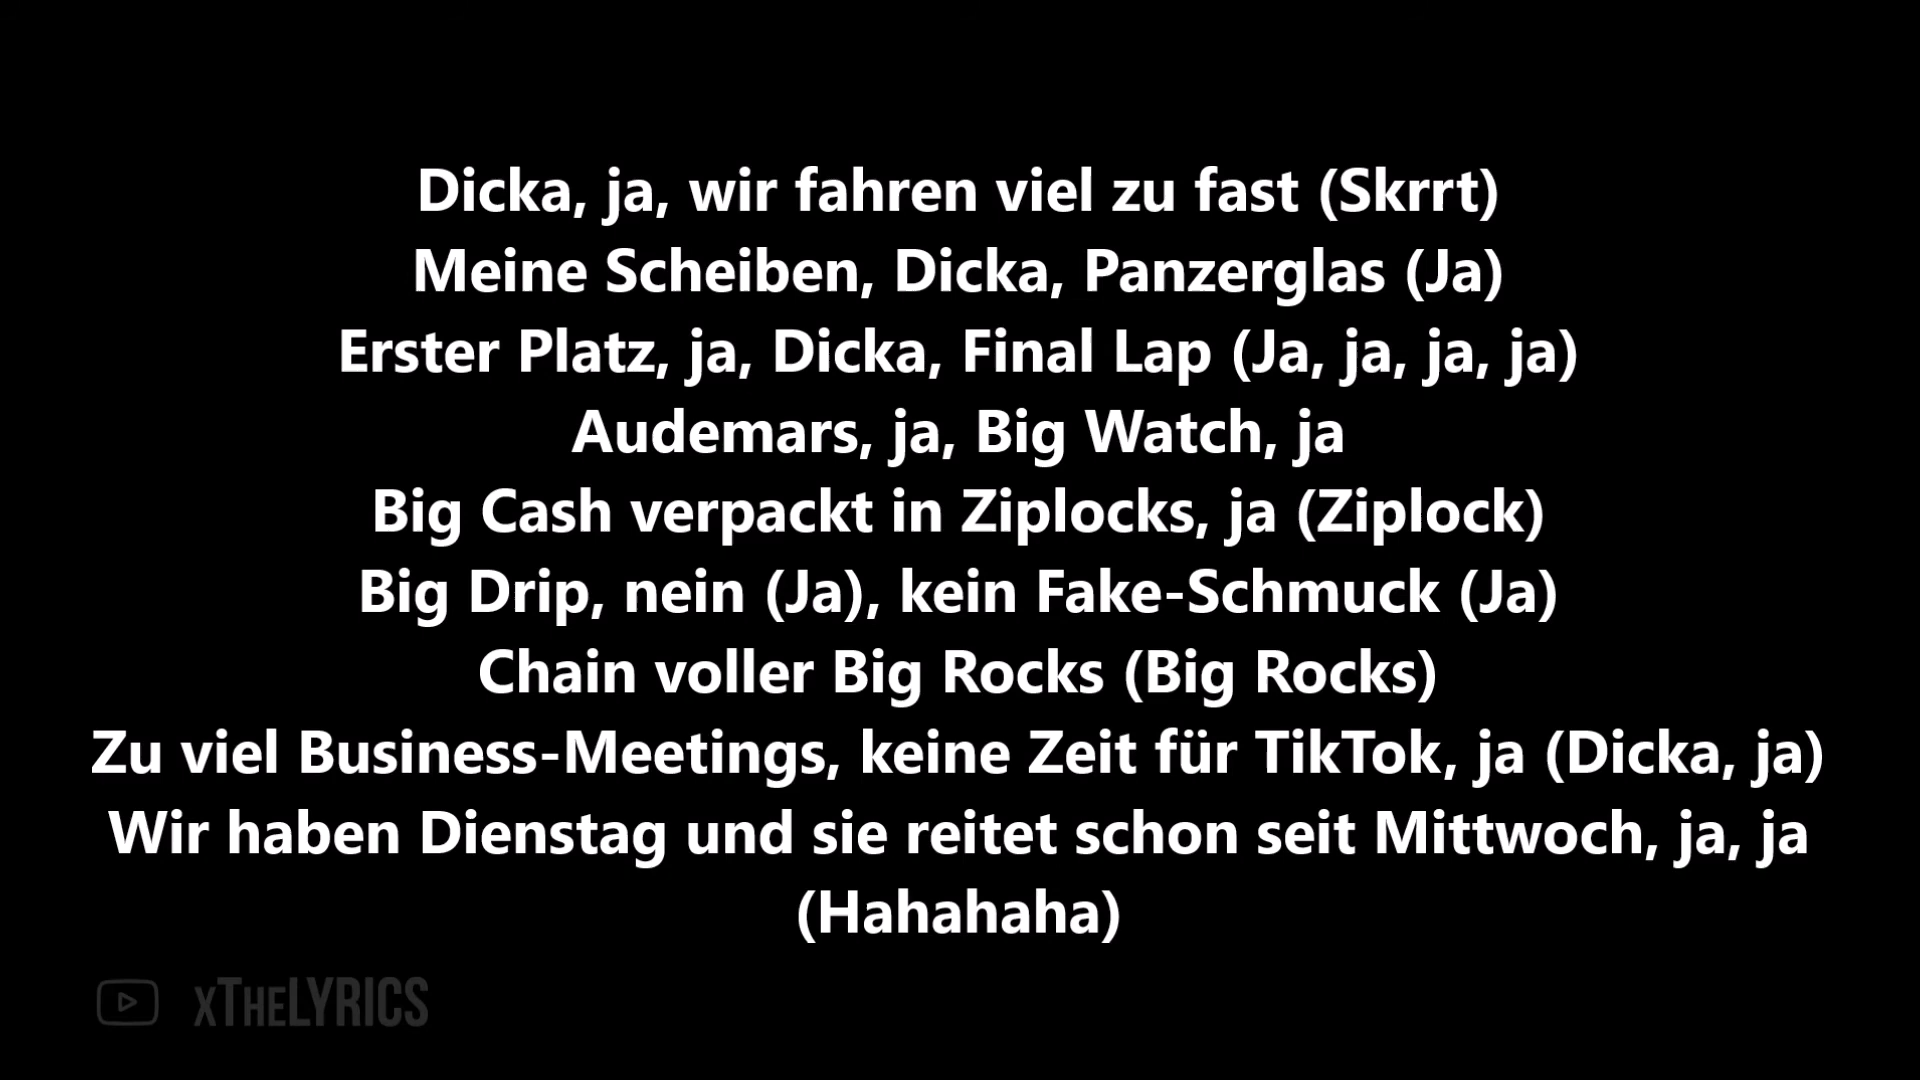 Dicka, ja, wir fahren viel zu fast (Skrrt)
Meine Scheiben, Dicka, Panzerglas (Ja)
Erster Platz, ja, Dicka, Final Lap (Ja, ja, ja, ja)
Audemars, ja, Big Watch, ja
Big Cash verpackt in Ziplocks, ja (Ziplock)
Big Drip, nein (Ja), kein Fake-Schmuck (Ja)
Chain voller Big Rocks (Big Rocks)
Zu viel Business-Meetings, keine Zeit für TikTok, ja (Dicka, ja)
Wir haben Dienstag und sie reitet schon seit Mittwoch, ja, ja
(Hahahaha)
xTheLYRICS